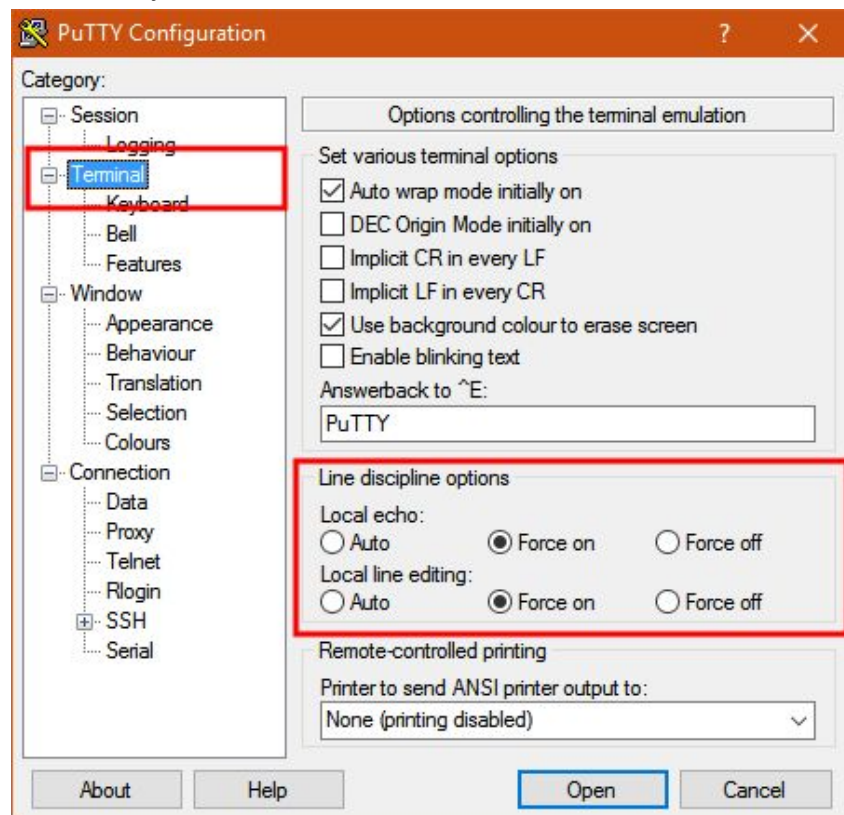 PuTTY Configuration
Category:
Session
Logging
Terminal
Keyboard
Bell
Features
Window
Appearance
Behaviour
Translation
Selection
Colours
Connection
Data
Proxy
Telnet
Rlogin
SSH
Serial
Options controlling the terminal emulation
Set various terminal options
Auto wrap mode initially on
DEC Origin Mode initially on
Implicit CR in every LF
Implicit LF in every CR
Use background colour to erase screen
Enable blinking text
Answerback to ^E:
PuTTY
Line discipline options
Local echo:
Auto Force on Force off
Local line editing:
Auto Force on Force off
Remote-controlled printing
Printer to send ANSI printer output to:
None (printing disabled)
About Help Open Cancel